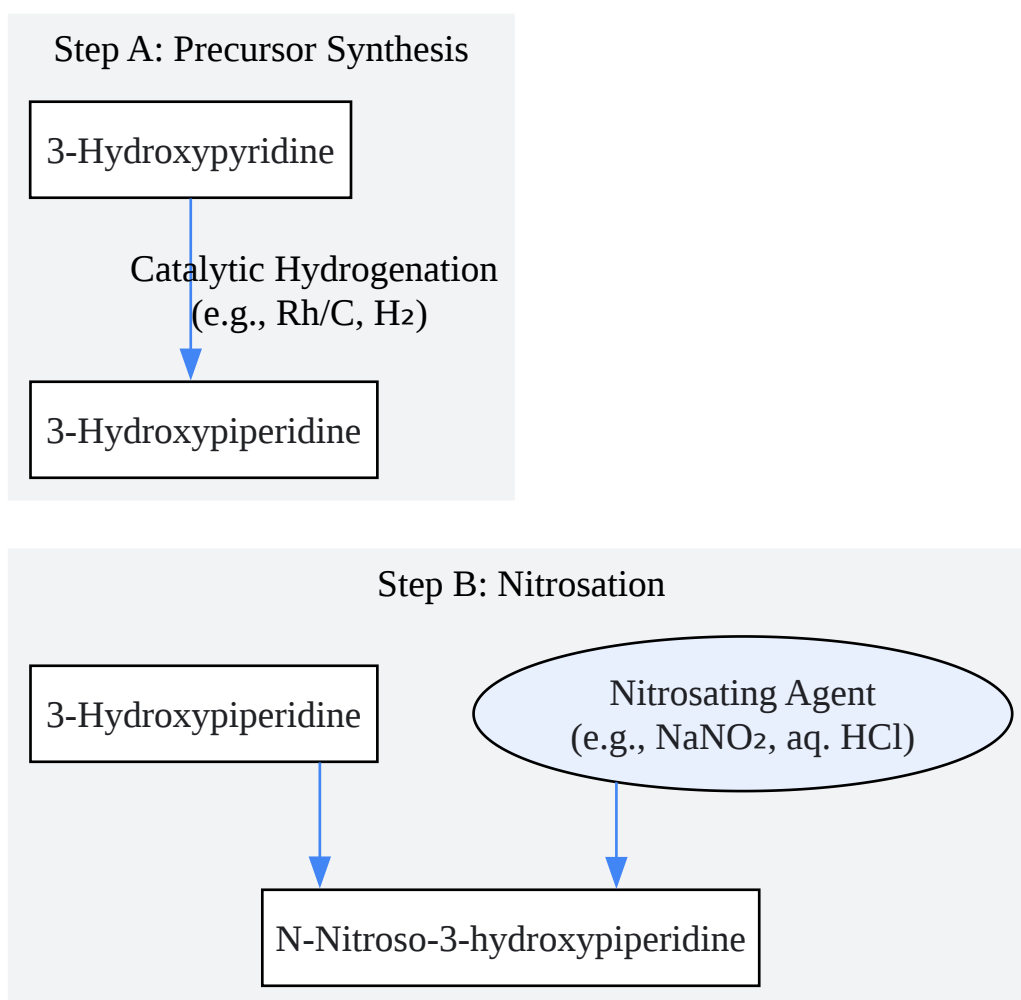 Step A: Precursor Synthesis
3-Hydroxypyridine
Catalytic Hydrogenation
(e.g., Rh/C, H₂)
3-Hydroxypiperidine
Step B: Nitrosation
3-Hydroxypiperidine
Nitrosating Agent
(e.g., NaNO₂, aq. HCl)
N-Nitroso-3-hydroxypiperidine